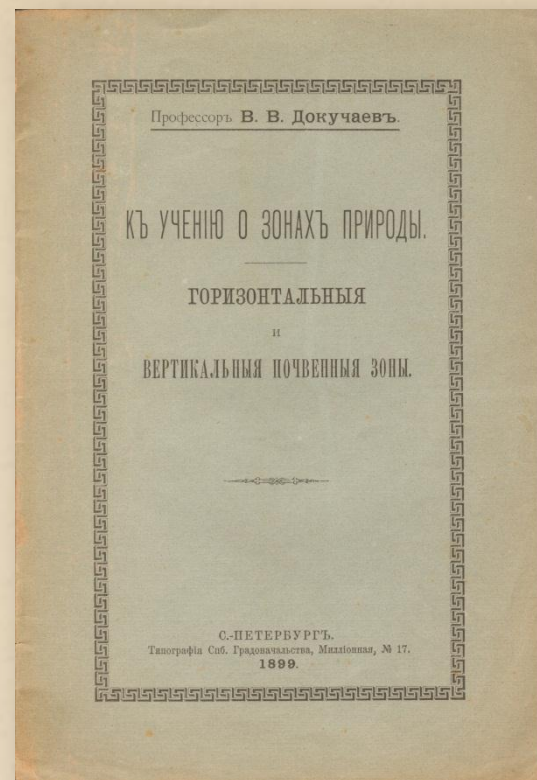 Профессоръ В. В. Докучаевъ.
КЪ УЧЕНІЮ О ЗОНАХЪ ПРИРОДЫ.
ГОРИЗОНТАЛЬНЫЯ
и
ВЕРТИКАЛЬНЫЯ ПОЧВЕННЫЯ ЗОНЫ.
С.-ПЕТЕРБУРГЪ.
Типографія Спб. Градоначальства, Милліонная, № 17.
1899.